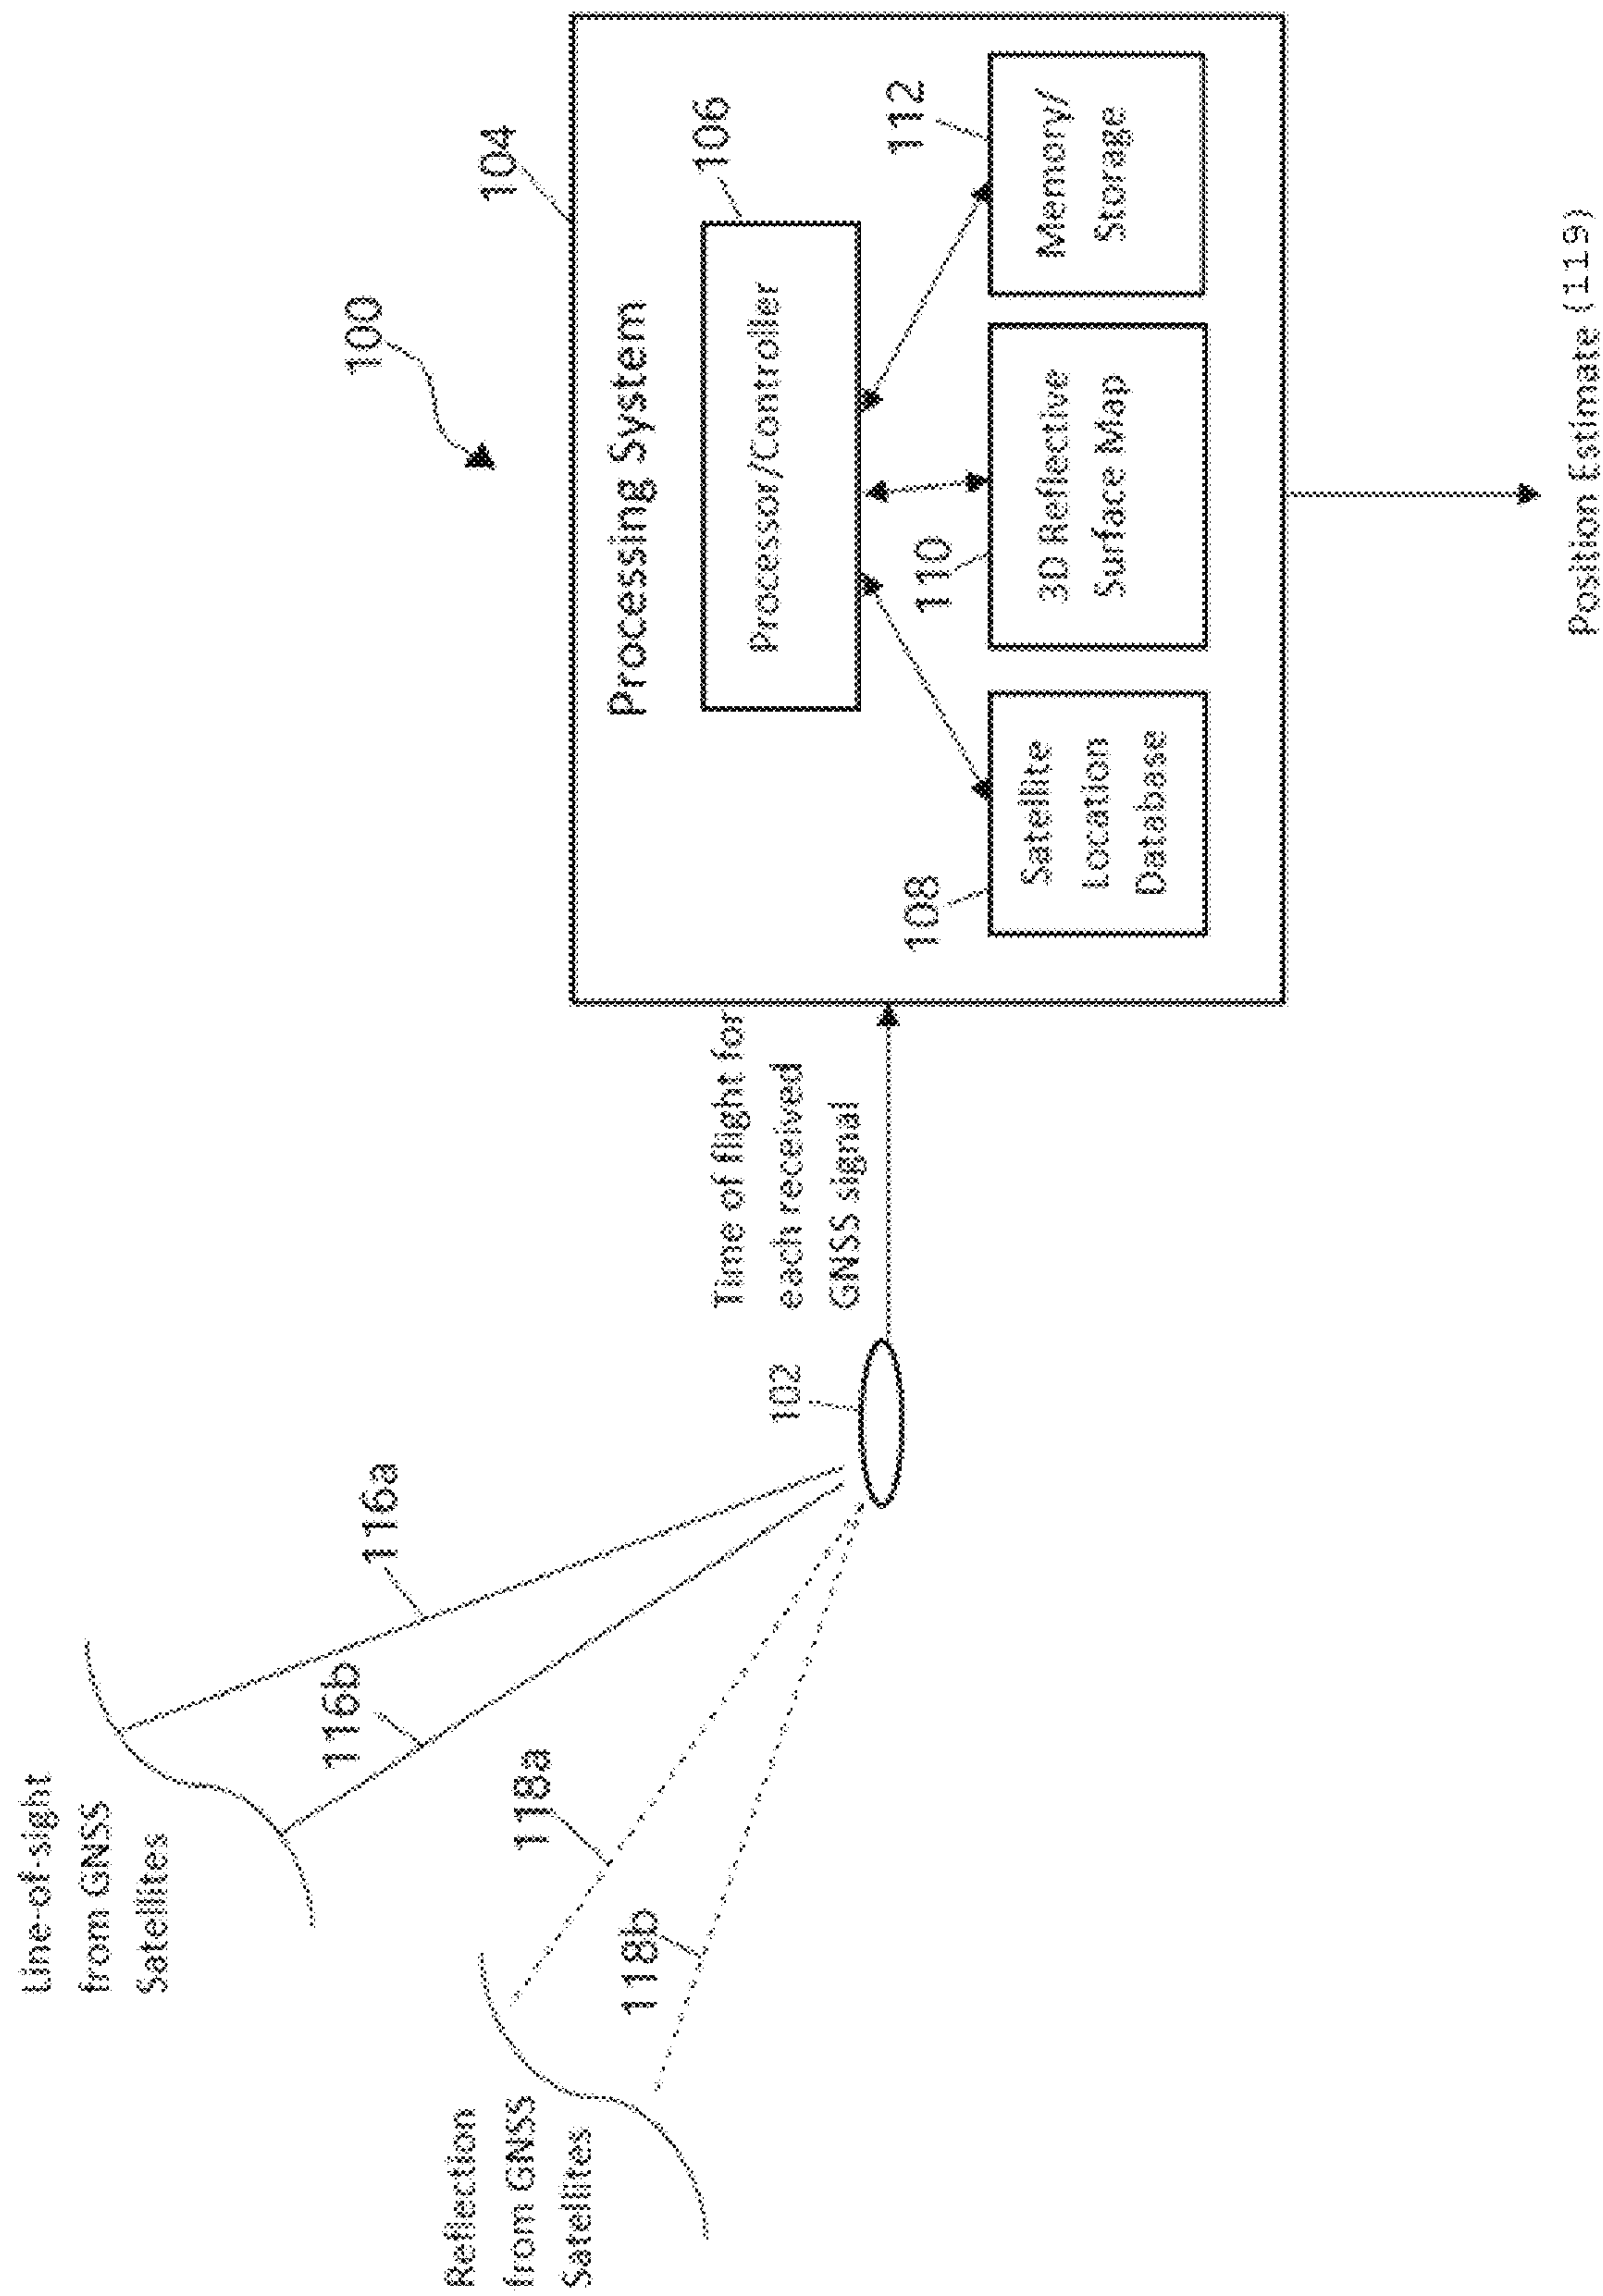 100
104
Processing System
106
Processor/Controller
108
110
112
Satellite
Location
Database
3D Reflective
Surface Map
Memory/
Storage
Line-of-sight
from GNSS
Satellites
116a
116b
Reflection
from GNSS
Satellites
118a
118b
102
Time of flight for
each received
GNSS signal
Position Estimate (119)